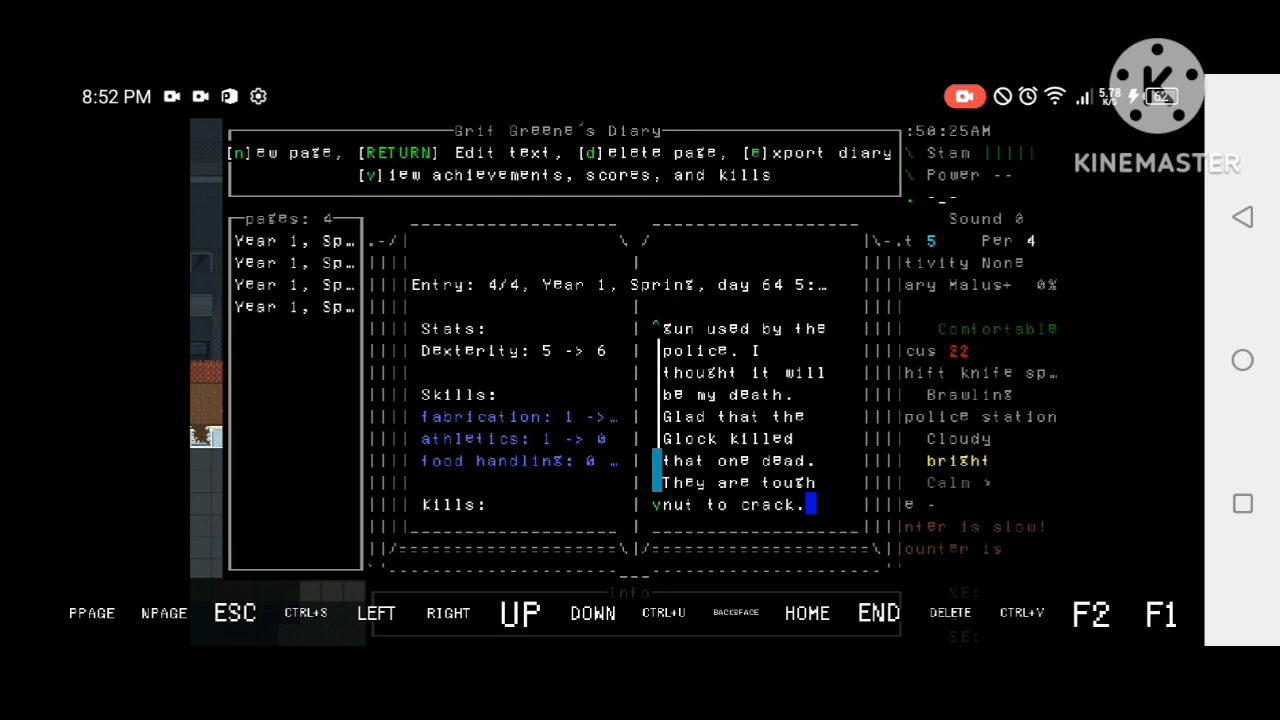 8:52 PM
5.78 K/S
62
KINEMASTER
Grif Greene's Diary
[n]ew page, [RETURN] Edit text, [d]elete page, [e]xport diary
[v]iew achievements, scores, and kills
:50:25AM
Stam |||||
Power --
Sound 0
t 5 Per 4
tivity None
ary Malus+ 0%
Comfortable
cus 22
hift knife sp…
Brawling
police station
Cloudy
bright
Calm
e -
nter is slow!
ounter is
NE:
SE:
pages: 4
Year 1, Sp…
Year 1, Sp…
Year 1, Sp…
Year 1, Sp…
Entry: 4/4, Year 1, Spring, day 64 5:…
Stats:
Dexterity: 5 -> 6
Skills:
fabrication: 1 ->…
athletics: 1 -> 0
food handling: 0 …
Kills:
gun used by the
police. I
thought it will
be my death.
Glad that the
Glock killed
that one dead.
They are tough
nut to crack.
Info
PPAGE NPAGE ESC CTRL+S LEFT RIGHT UP DOWN CTRL+U BACKSPACE HOME END DELETE CTRL+V F2 F1